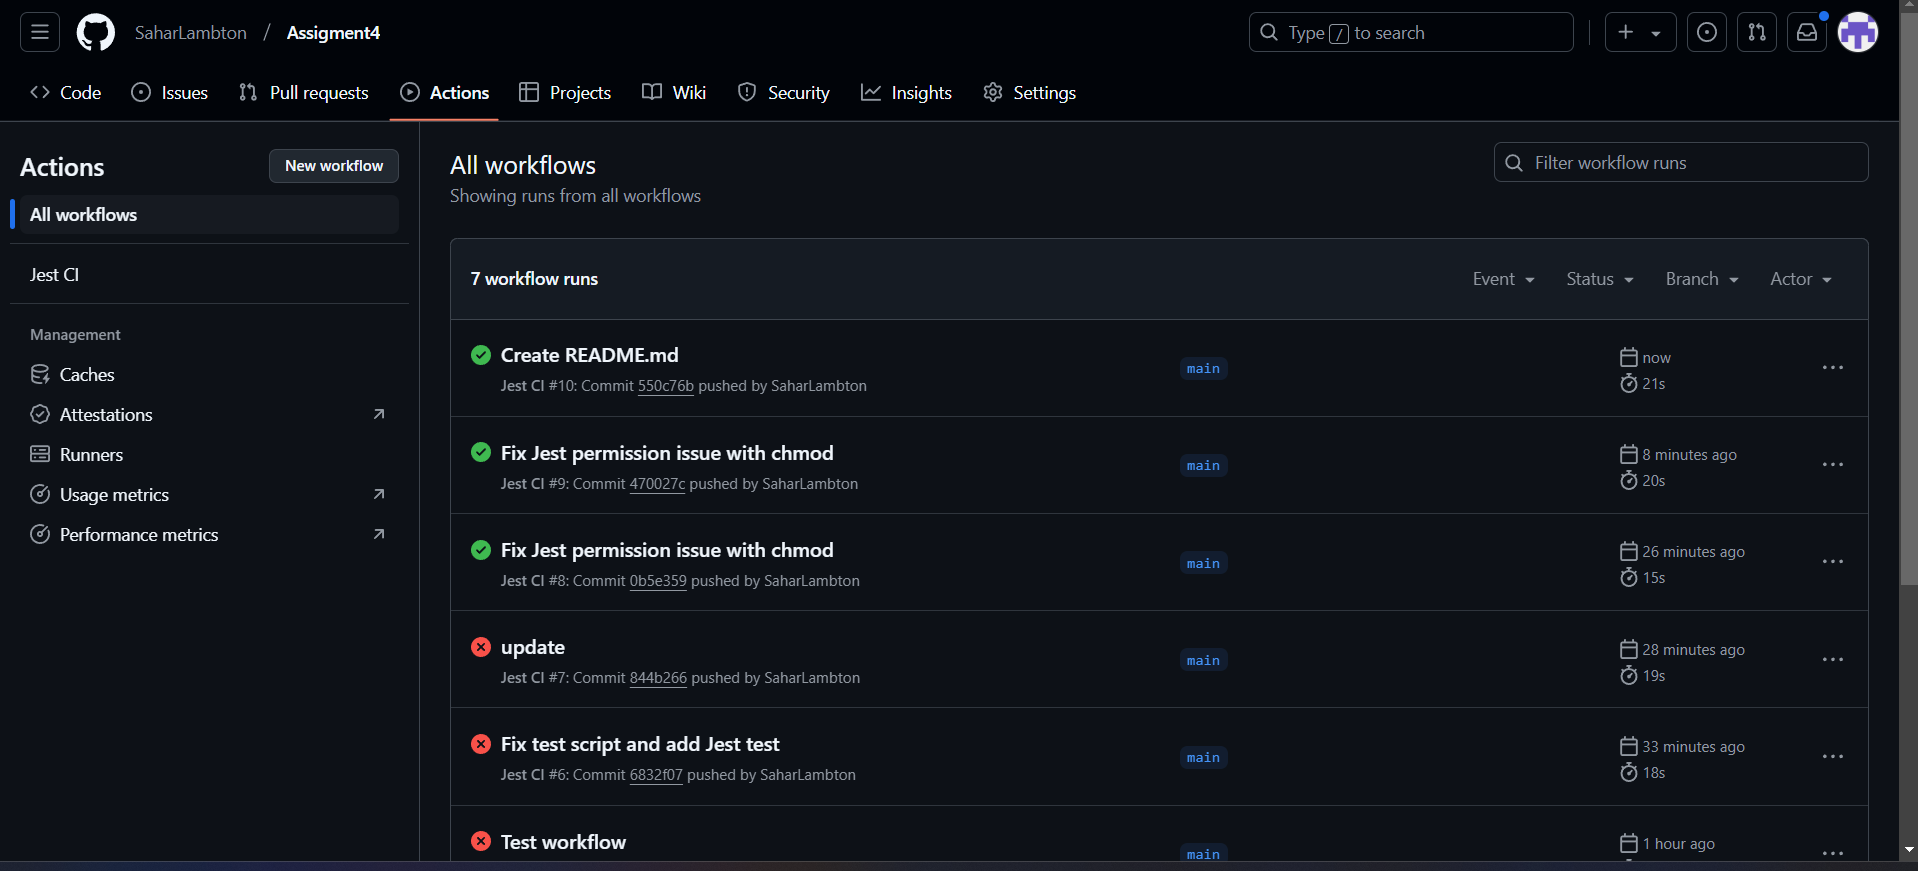 SaharLambton / Assigment4
Type / to search
Code
Issues
Pull requests
Actions
Projects
Wiki
Security
Insights
Settings
Actions
New workflow
All workflows
Jest CI
Management
Caches
Attestations
Runners
Usage metrics
Performance metrics
All workflows
Showing runs from all workflows
Filter workflow runs
7 workflow runs
Event
Status
Branch
Actor
Create README.md
Jest CI #10: Commit 550c76b pushed by SaharLambton
main
now
21s
Fix Jest permission issue with chmod
Jest CI #9: Commit 470027c pushed by SaharLambton
main
8 minutes ago
20s
Fix Jest permission issue with chmod
Jest CI #8: Commit 0b5e359 pushed by SaharLambton
main
26 minutes ago
15s
update
Jest CI #7: Commit 844b266 pushed by SaharLambton
main
28 minutes ago
19s
Fix test script and add Jest test
Jest CI #6: Commit 6832f07 pushed by SaharLambton
main
33 minutes ago
18s
Test workflow
main
1 hour ago